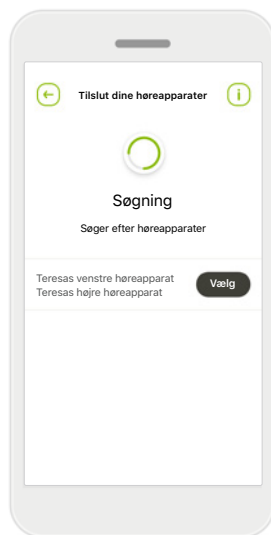 Tilslut dine høreapparater
Søgning
Søger efter høreapparater
Teresas venstre høreapparat
Teresas højre høreapparat
Vælg